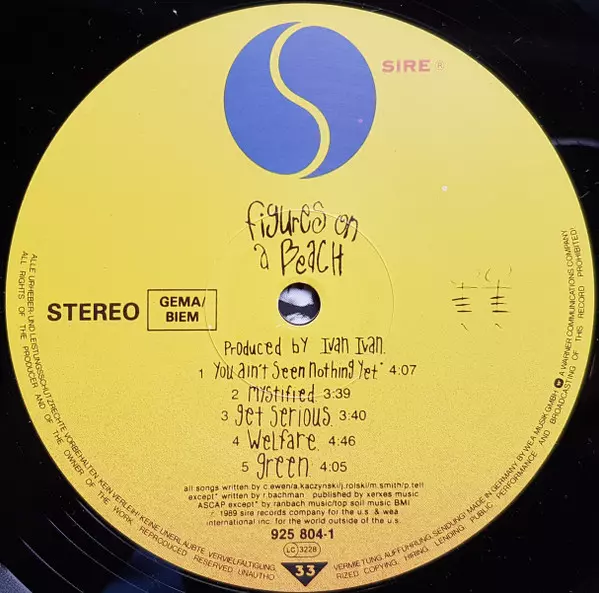 SIRE ®
figures on
a BeacH
STEREO
GEMA/
BIEM
Produced by Ivan Ivan.
1 You ain't seen nothing yet* 4:07
2 mystified 3:39
3 get serious. 3:40
4 Welfare. 4:46
5 green 4:05
all songs written by c.ewen/a.kaczynski/j.rolski/m.smith/p.tell
except* written by r.bachman published by xerxes music
ASCAP except* by ranbach music/top soil music BMI
1989 sire records company for the u.s. & wea
international inc. for the world outside of the u.s.
925 804-1
LC 3228
33
ALLE URHEBER-UND LEISTUNGSSCHUTZRECHTE VORBEHALTEN. KEIN VERLEIH! KEINE UNERLAUBTE VERVIELFÄLTIGUNG,
VERMIETUNG, AUFFÜHRUNG, SENDUNG. MADE IN GERMANY BY WEA MUSIK GMBH A WARNER COMMUNICATIONS COMPANY
ALL RIGHTS OF THE PRODUCER AND OF THE OWNER OF THE WORK REPRODUCED RESERVED. UNAUTHO
RIZED COPYING, HIRING, LENDING, PUBLIC PERFORMANCE AND BROADCASTING OF THIS RECORD PROHIBITED!